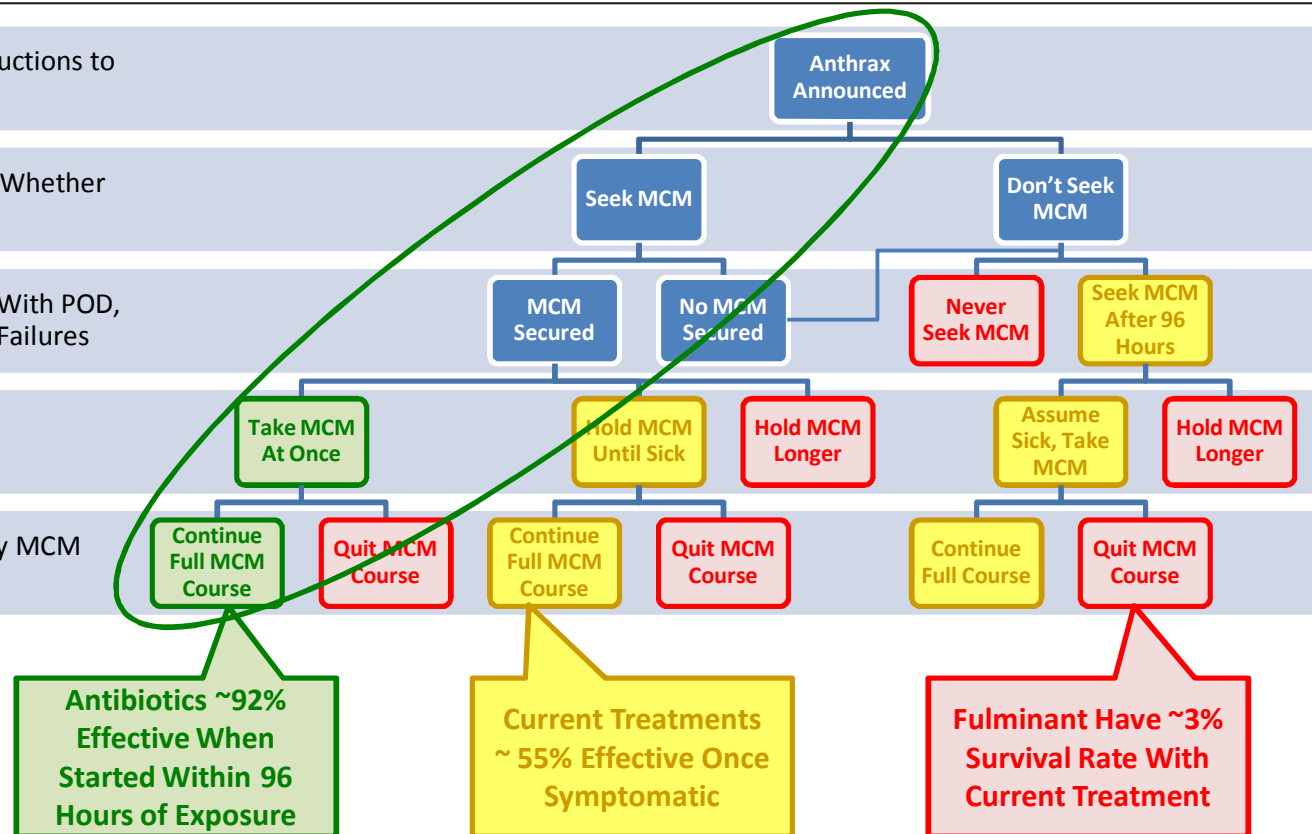 uctions to
Anthrax
Announced
Whether
Seek MCM
Don't Seek
MCM
With POD,
Failures
MCM
Secured
No MCM
Secured
Never
Seek MCM
Seek MCM
After 96
Hours
Take MCM
At Once
Hold MCM
Until Sick
Hold MCM
Longer
Assume
Sick, Take
MCM
Hold MCM
Longer
y MCM
Continue
Full MCM
Course
Quit MCM
Course
Continue
Full MCM
Course
Quit MCM
Course
Continue
Full Course
Quit MCM
Course
Antibiotics ~92%
Effective When
Started Within 96
Hours of Exposure
Current Treatments
~ 55% Effective Once
Symptomatic
Fulminant Have ~3%
Survival Rate With
Current Treatment